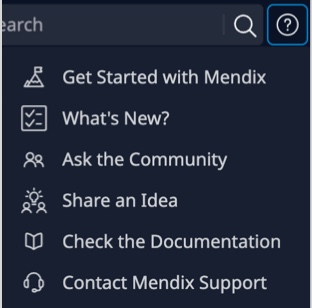 earch
Get Started with Mendix
What's New?
Ask the Community
Share an Idea
Check the Documentation
Contact Mendix Support